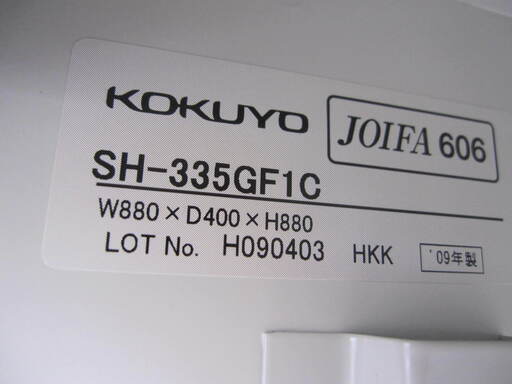 KOKUYO JOIFA 606
SH-335GF1C
W880×D400×H880
LOT No. H090403 HKK '09年製